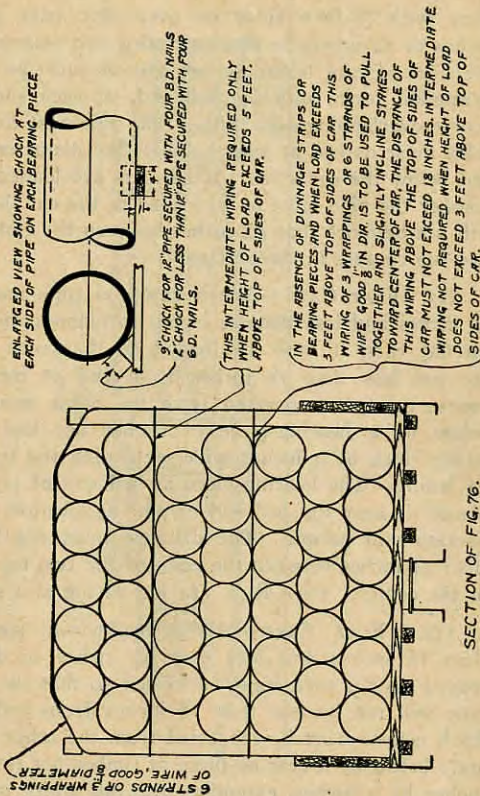 ENLARGED VIEW SHOWING CHOCK AT
EACH SIDE OF PIPE ON EACH BEARING PIECE
4"
1"
9" CHOCK FOR 12" PIPE SECURED WITH FOUR 8 D. NAILS
2" CHOCK FOR LESS THAN 12" PIPE SECURED WITH FOUR
6 D. NAILS.
THIS INTERMEDIATE WIRING REQUIRED ONLY
WHEN HEIGHT OF LOAD EXCEEDS 5 FEET.
ABOVE TOP OF SIDES OF CAR.
IN THE ABSENCE OF DUNNAGE STRIPS OR
BEARING PIECES AND WHEN LOAD EXCEEDS
3 FEET ABOVE TOP OF SIDES OF CAR THIS
WIRING OF 3 WRAPPINGS OR 6 STRANDS OF
WIRE GOOD 1/8" IN DIA. IS TO BE USED TO PULL
TOGETHER AND SLIGHTLY INCLINE STAKES
TOWARD CENTER OF CAR, THE DISTANCE OF
THIS WIRING ABOVE THE TOP OF SIDES OF
CAR MUST NOT EXCEED 18 INCHES. INTERMEDIATE
WIRING NOT REQUIRED WHEN HEIGHT OF LOAD
DOES NOT EXCEED 3 FEET ABOVE TOP OF
SIDES OF CAR.
6 STRANDS OR 3 WRAPPINGS
OF WIRE, GOOD 1/8" DIAMETER
SECTION OF FIG. 76.